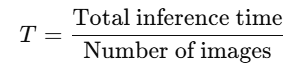 T = Total inference time / Number of images